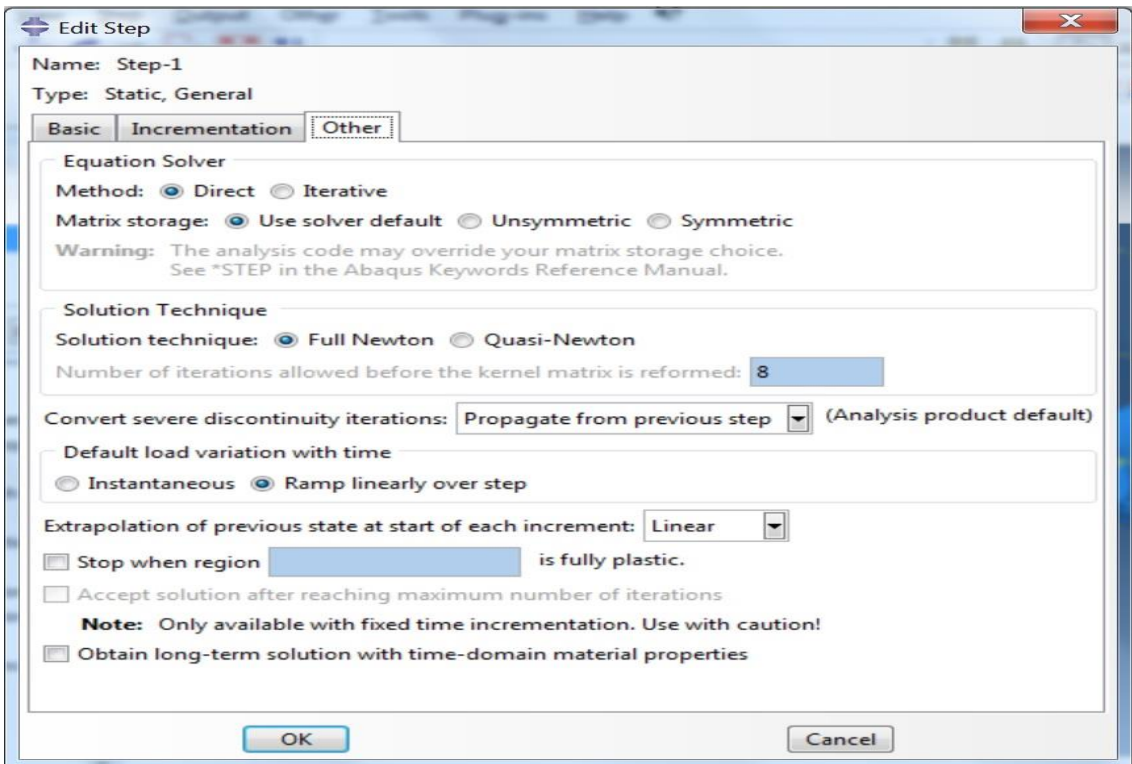 Edit Step
Name: Step-1
Type: Static, General
Basic Incrementation Other
Equation Solver
Method: Direct Iterative
Matrix storage: Use solver default Unsymmetric Symmetric
Warning: The analysis code may override your matrix storage choice.
See *STEP in the Abaqus Keywords Reference Manual.
Solution Technique
Solution technique: Full Newton Quasi-Newton
Number of iterations allowed before the kernel matrix is reformed: 8
Convert severe discontinuity iterations: Propagate from previous step (Analysis product default)
Default load variation with time
Instantaneous Ramp linearly over step
Extrapolation of previous state at start of each increment: Linear
Stop when region is fully plastic.
Accept solution after reaching maximum number of iterations
Note: Only available with fixed time incrementation. Use with caution!
Obtain long-term solution with time-domain material properties
OK Cancel